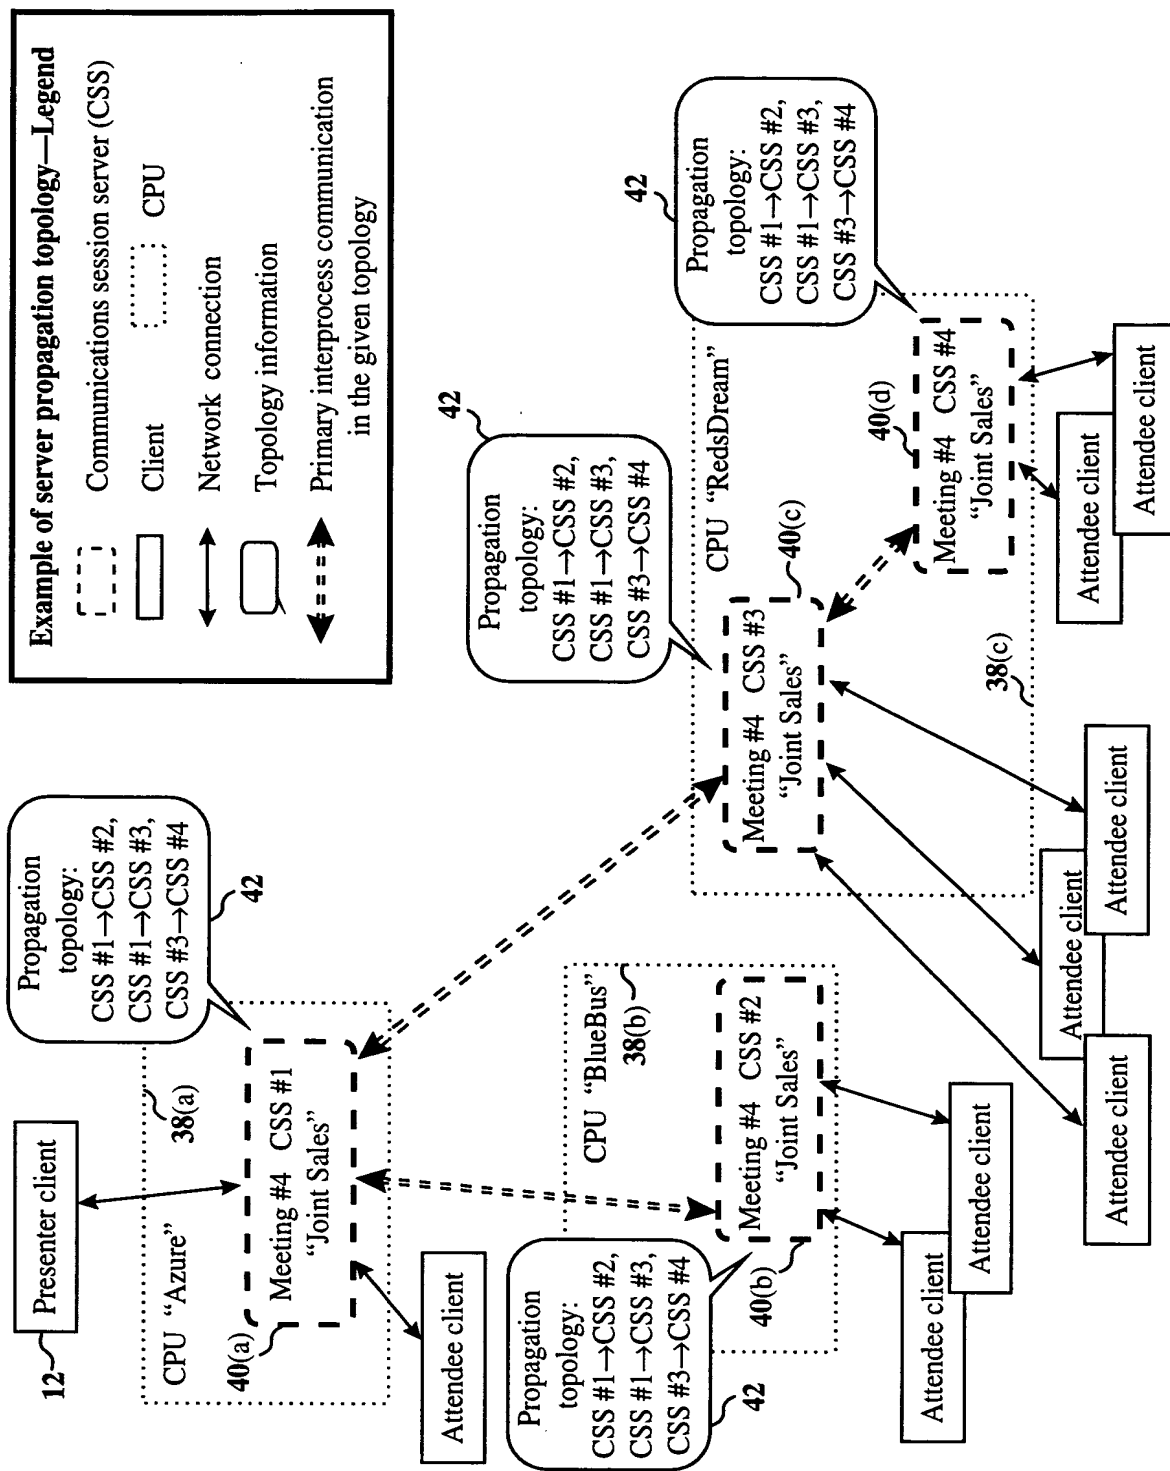 Example of server propagation topology—Legend
Communications session server (CSS)
Client
CPU
Network connection
Topology information
Primary interprocess communication
in the given topology
12
Presenter client
38(a)
CPU “Azure”
40(a)
Meeting #4 CSS #1
“Joint Sales”
Propagation
topology:
CSS #1→CSS #2,
CSS #1→CSS #3,
CSS #3→CSS #4
42
Attendee client
CPU “BlueBus”
38(b)
Propagation
topology:
CSS #1→CSS #2,
CSS #1→CSS #3,
CSS #3→CSS #4
42
40(b)
Meeting #4 CSS #2
“Joint Sales”
Attendee client
Attendee client
42
Propagation
topology:
CSS #1→CSS #2,
CSS #1→CSS #3,
CSS #3→CSS #4
CPU “RedsDream”
Meeting #4 CSS #3
“Joint Sales”
40(c)
38(c)
Attendee client
Attendee client
Attendee client
42
Propagation
topology:
CSS #1→CSS #2,
CSS #1→CSS #3,
CSS #3→CSS #4
40(d)
Meeting #4 CSS #4
“Joint Sales”
Attendee client
Attendee client